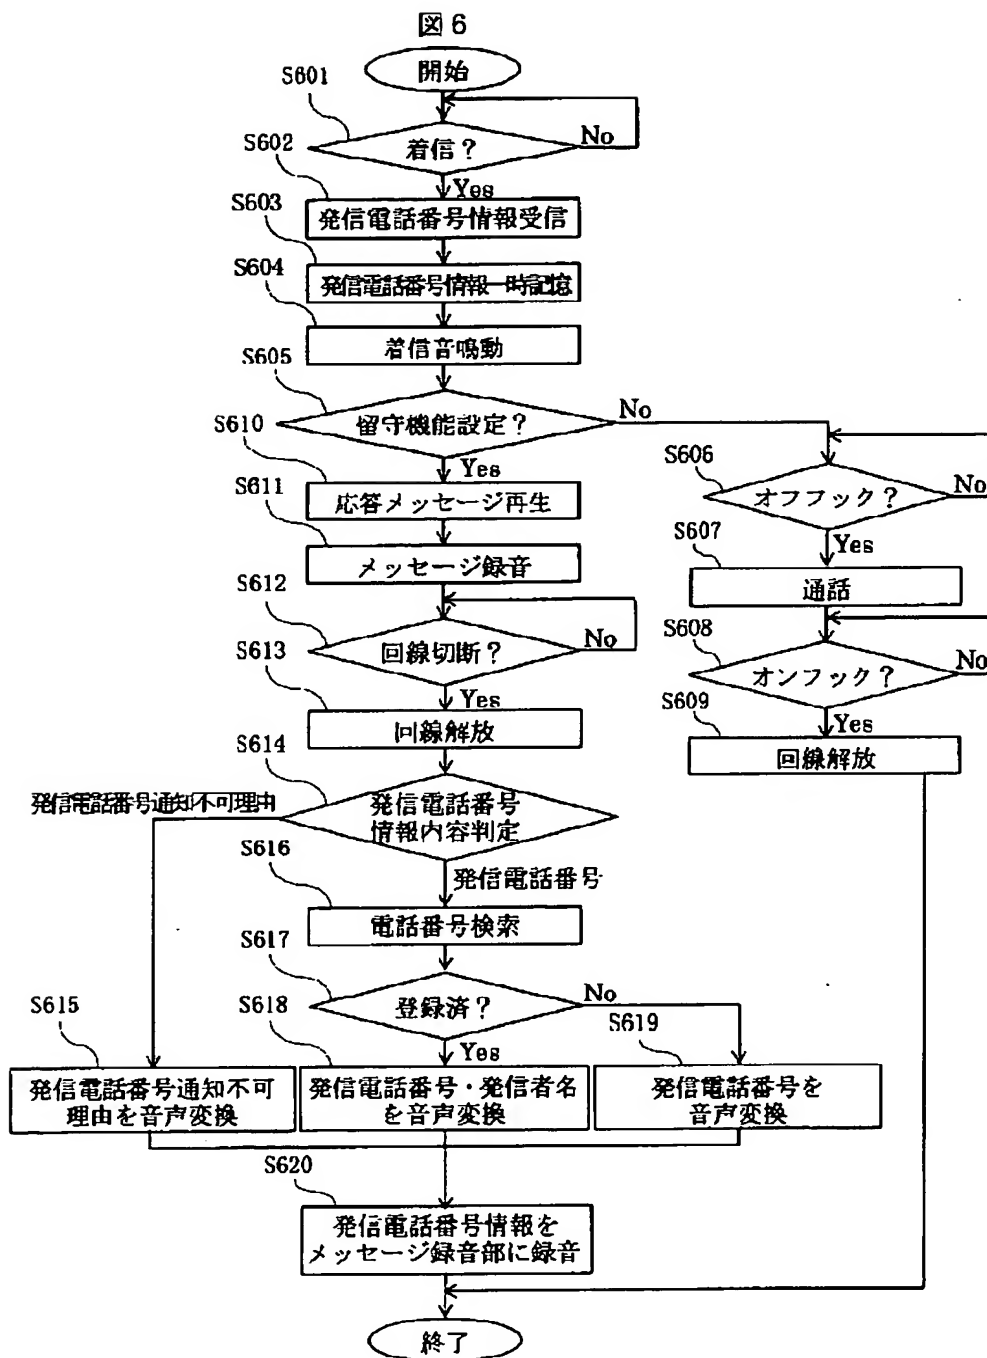 図6
開始
S601
着信？
No
S602
Yes
発信電話番号情報受信
S603
発信電話番号情報一時記憶
S604
着信音鳴動
S605
留守機能設定？
No
S610
Yes
応答メッセージ再生
S606
オフフック？
No
S611
メッセージ録音
S607
Yes
通話
S612
回線切断？
No
S608
オンフック？
No
S613
Yes
回線解放
S609
Yes
回線解放
S614
発信電話番号通知不可理由
発信電話番号
情報内容判定
発信電話番号
S616
電話番号検索
S617
登録済？
No
S615
発信電話番号通知不可
理由を音声変換
S618
Yes
発信電話番号・発信者名
を音声変換
S619
発信電話番号を
音声変換
S620
発信電話番号情報を
メッセージ録音部に録音
終了